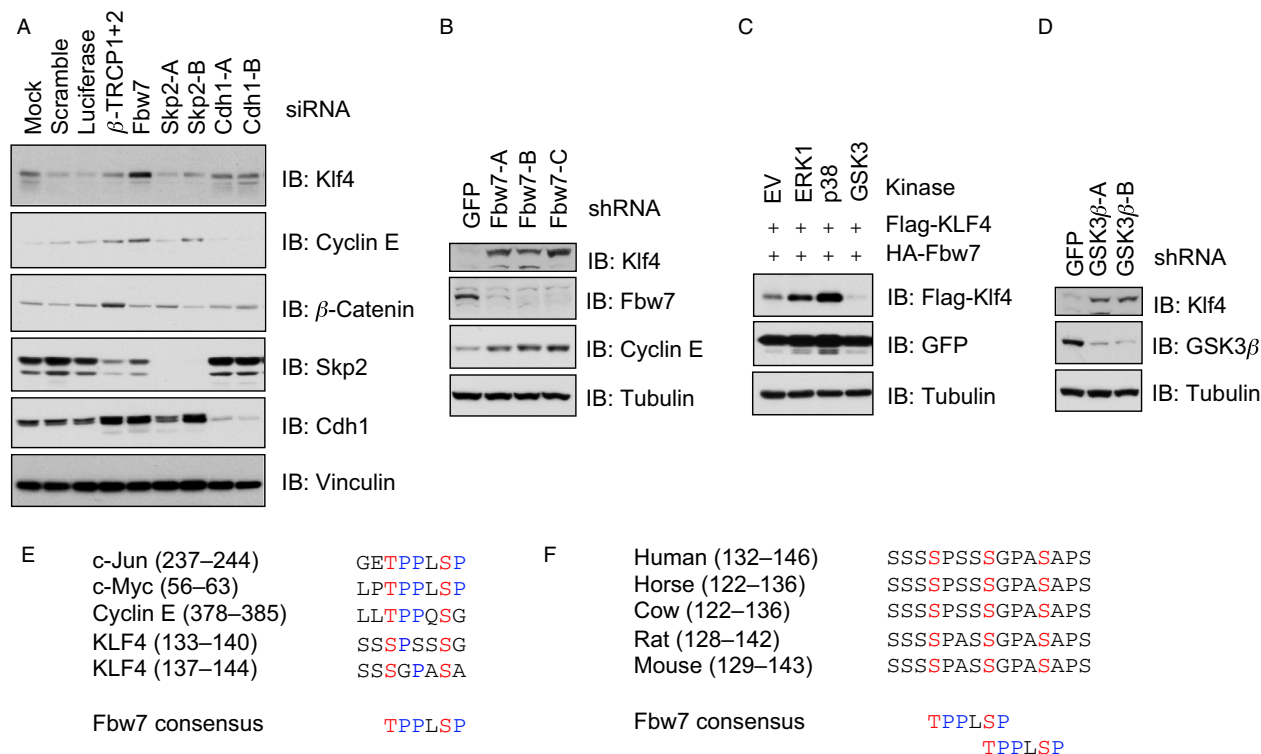 A
Mock
Scramble
Luciferase
β-TRCP1+2
Fbw7
Skp2-A
Skp2-B
Cdh1-A
Cdh1-B
siRNA
IB: Klf4
IB: Cyclin E
IB: β-Catenin
IB: Skp2
IB: Cdh1
IB: Vinculin
B
GFP
Fbw7-A
Fbw7-B
Fbw7-C
shRNA
IB: Klf4
IB: Fbw7
IB: Cyclin E
IB: Tubulin
C
EV
ERK1
p38
GSK3
Kinase
+ + + + Flag-KLF4
+ + + + HA-Fbw7
IB: Flag-Klf4
IB: GFP
IB: Tubulin
D
GFP
GSK3β-A
GSK3β-B
shRNA
IB: Klf4
IB: GSK3β
IB: Tubulin
E
c-Jun (237–244) GETPPLSP
c-Myc (56–63) LPTPPLSP
Cyclin E (378–385) LLTPPQSG
KLF4 (133–140) SSSPSSSG
KLF4 (137–144) SSSGPASA
Fbw7 consensus TPPLSP
F
Human (132–146) SSSSPSSSGPASAPS
Horse (122–136) SSSSPASSGPASAPS
Cow (122–136) SSSSPASSGPASAPS
Rat (128–142) SSSSPASSGPASAPS
Mouse (129–143) SSSSPASSGPASAPS
Fbw7 consensus TPPLSP
TPPLSP